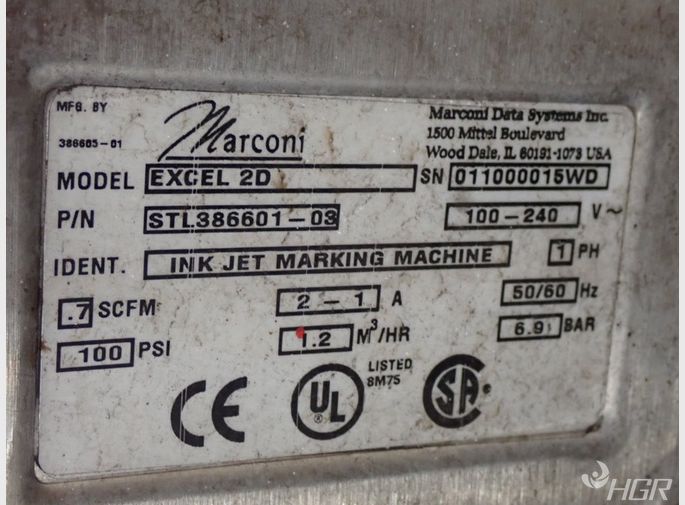 MFG. BY
Marconi
Marconi Data Systems Inc.
1500 Mittel Boulevard
Wood Dale, IL 60191-1073 USA
386605-01
MODEL EXCEL 2D SN 011000015WD
P/N STL386601-03 100-240 V~
IDENT. INK JET MARKING MACHINE 1 PH
.7 SCFM 2-1 A 50/60 Hz
100 PSI 1.2 M³/HR 6.9 BAR
CE UL ® LISTED 8M75 SA
HGR